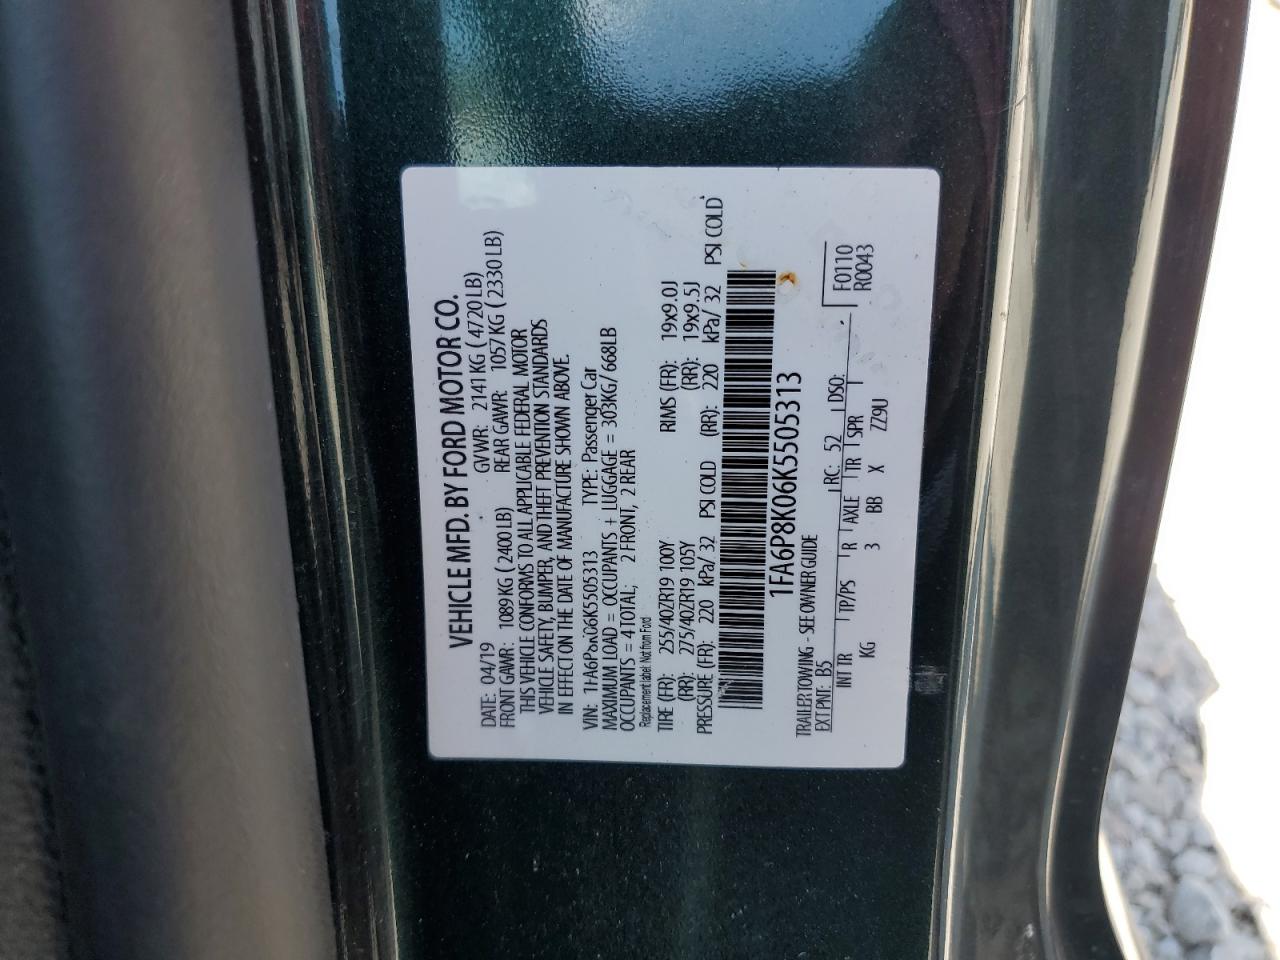 VEHICLE MFD. BY FORD MOTOR CO.
DATE: 04/19 GVWR: 2141 KG ( 4720 LB)
FRONT GAWR: 1089 KG ( 2400 LB) REAR GAWR: 1057 KG ( 2330 LB)
THIS VEHICLE CONFORMS TO ALL APPLICABLE FEDERAL MOTOR
VEHICLE SAFETY, BUMPER, AND THEFT PREVENTION STANDARDS
IN EFFECT ON THE DATE OF MANUFACTURE SHOWN ABOVE.
VIN: 1FA6P8K06K5505313 TYPE: Passenger Car
MAXIMUM LOAD = OCCUPANTS + LUGGAGE = 303KG/ 668LB
OCCUPANTS = 4 TOTAL; 2 FRONT, 2 REAR
Replacement label: Not from Ford
TIRE (FR): 255/40ZR19 100Y RIMS (FR): 19X9.0J
(RR): 275/40ZR19 105Y (RR): 19X9.5J
PRESSURE (FR): 220 kPa/ 32 PSI COLD (RR): 220 kPa/ 32 PSI COLD
1FA6P8K06K5505313
TRAILER TOWING - SEE OWNER GUIDE
EXT PNT: B5 RC: 52 DSO: F0110
INT TR TP/PS R AXLE TR SPR R0043
KG 3 BB X ZZ9U